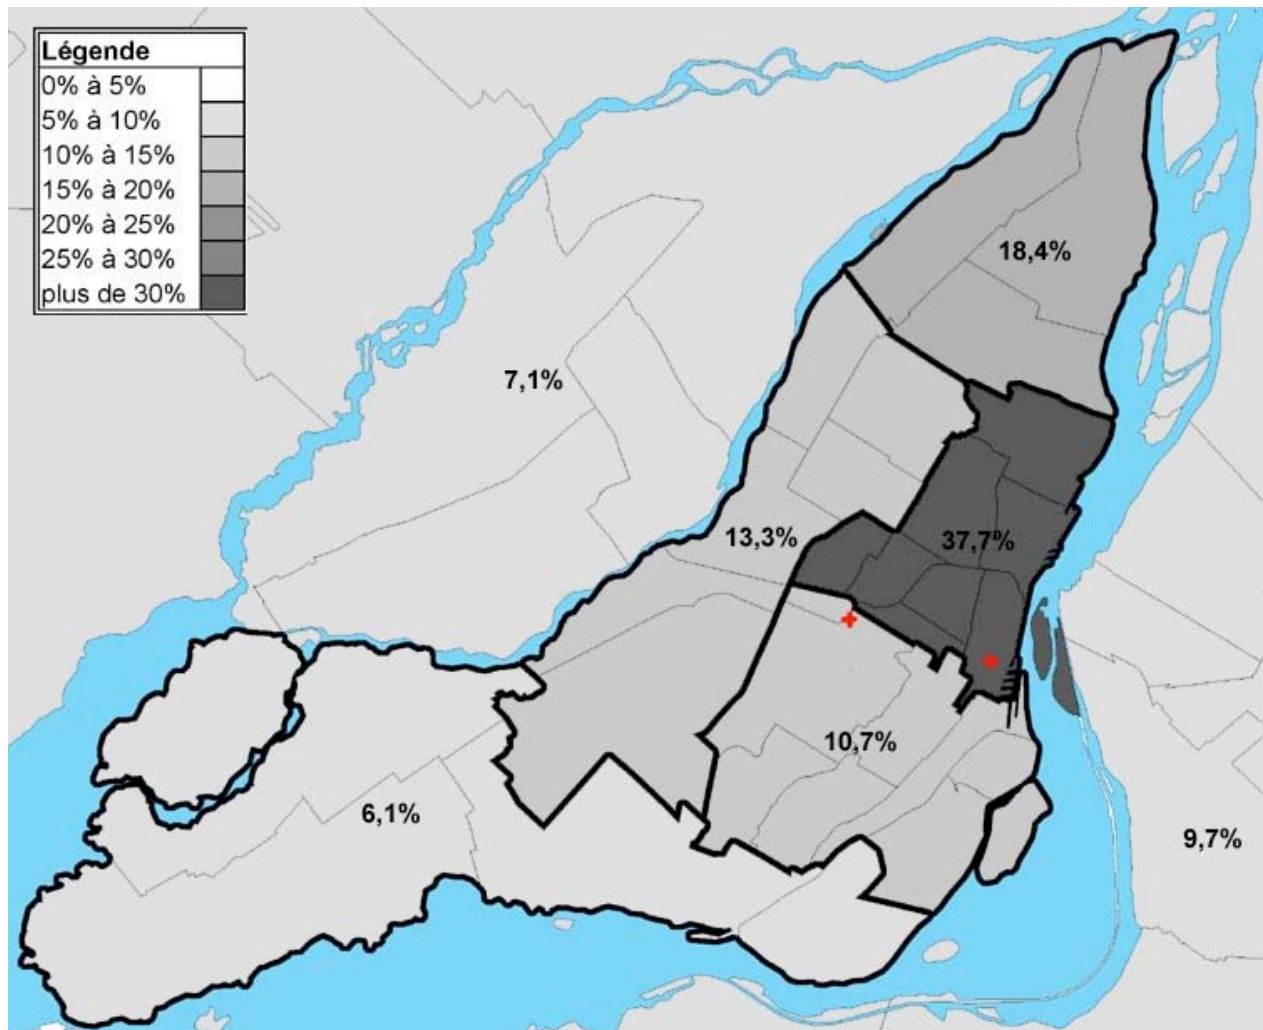 Légende
0% à 5%
5% à 10%
10% à 15%
15% à 20%
20% à 25%
25% à 30%
plus de 30%
18,4%
7,1%
13,3%
37,7%
10,7%
6,1%
9,7%